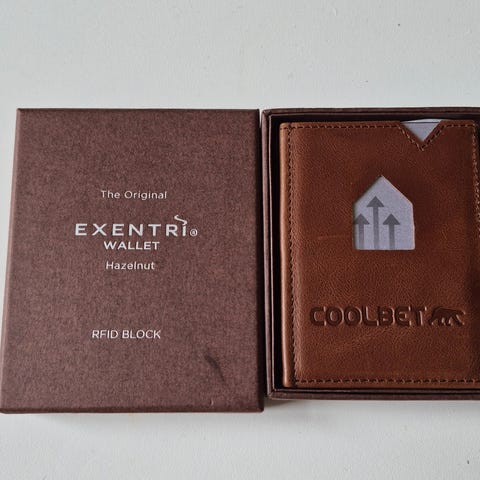 The Original
EXENTRI®
WALLET
Hazelnut
RFID BLOCK
COOLBET